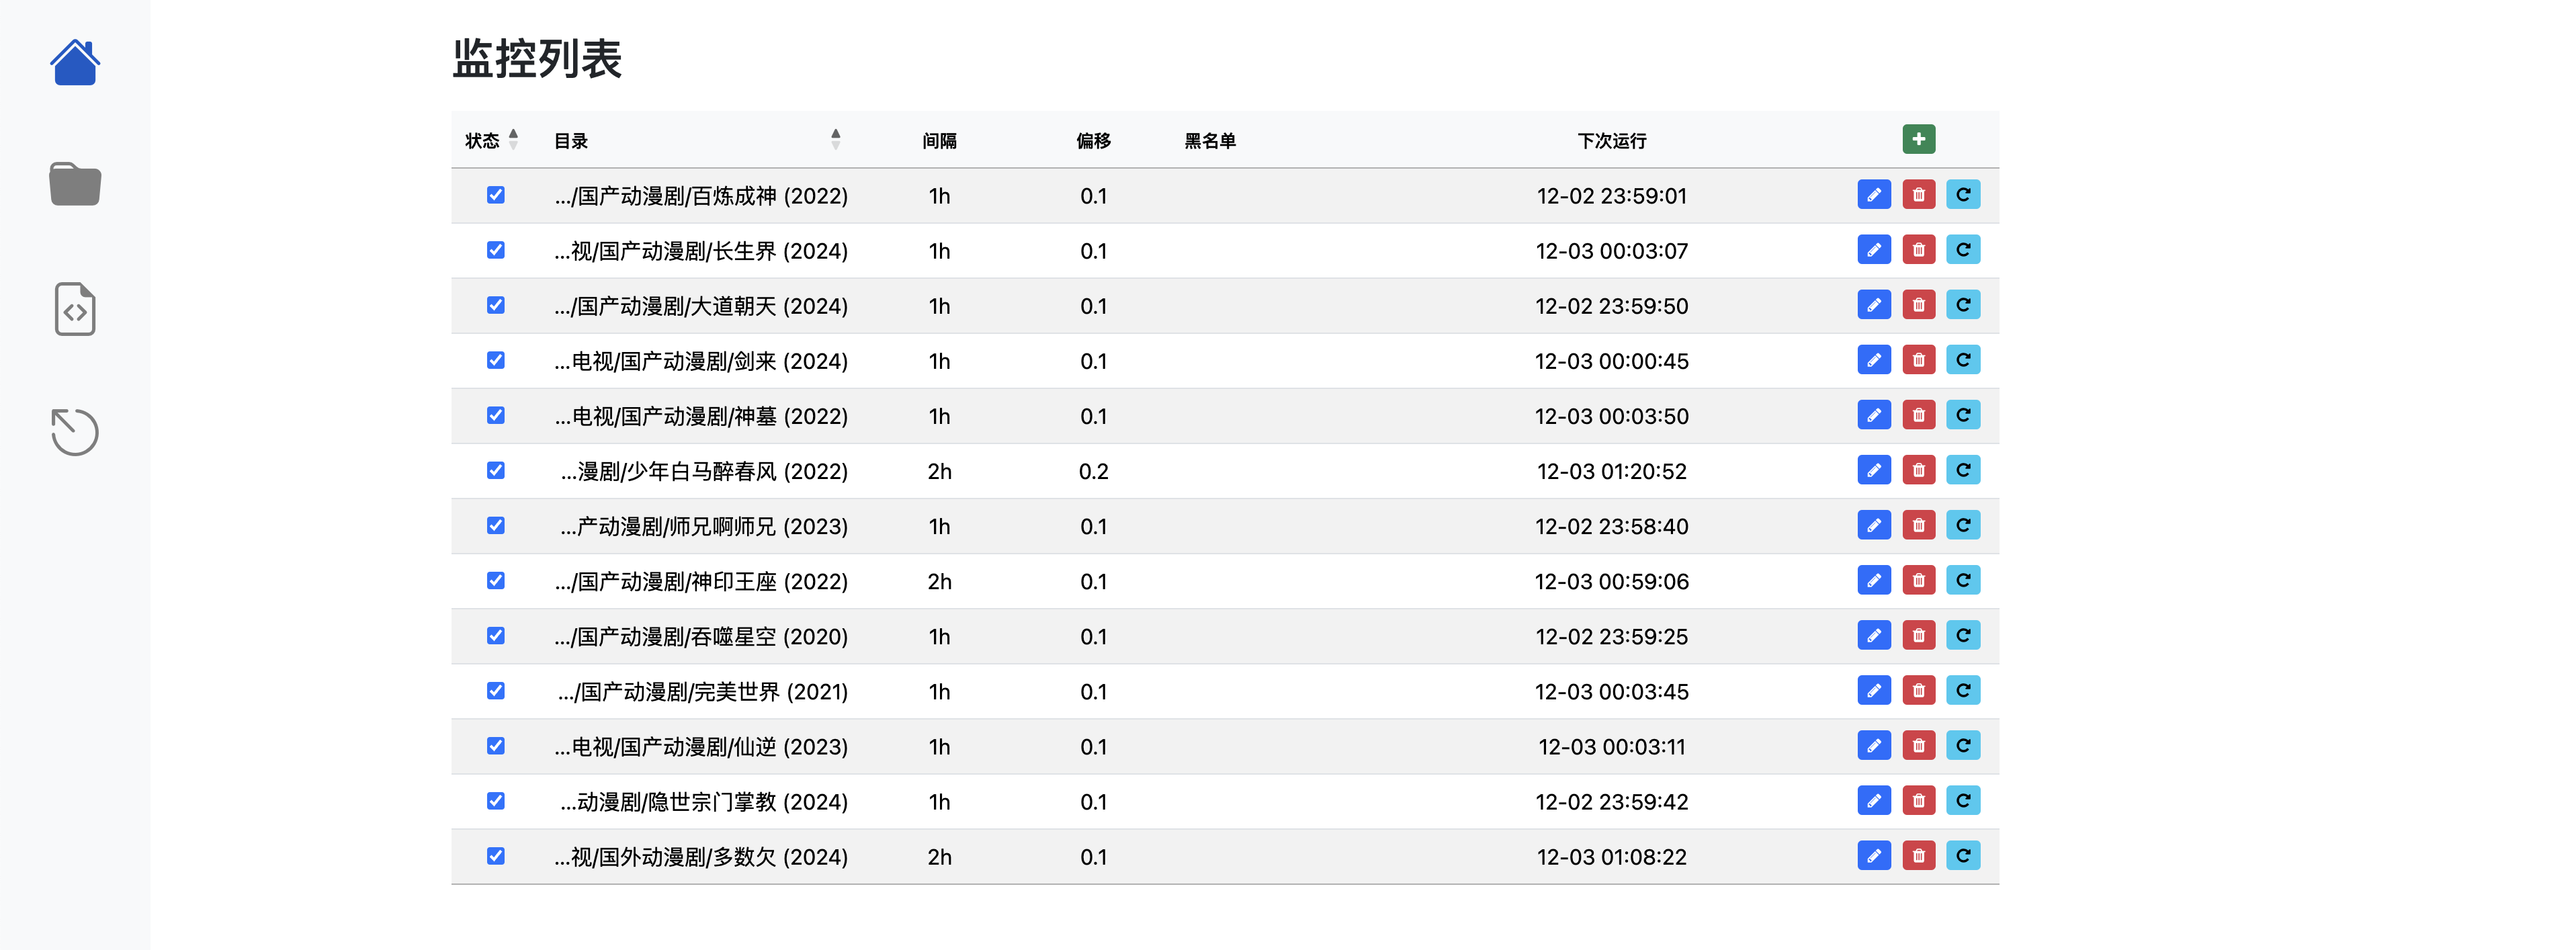 监控列表
状态 目录 间隔 偏移 黑名单 下次运行
.../国产动漫剧/百炼成神 (2022) 1h 0.1 12-02 23:59:01
...视/国产动漫剧/长生界 (2024) 1h 0.1 12-03 00:03:07
.../国产动漫剧/大道朝天 (2024) 1h 0.1 12-02 23:59:50
...电视/国产动漫剧/剑来 (2024) 1h 0.1 12-03 00:00:45
...电视/国产动漫剧/神墓 (2022) 1h 0.1 12-03 00:03:50
...漫剧/少年白马醉春风 (2022) 2h 0.2 12-03 01:20:52
...产动漫剧/师兄啊师兄 (2023) 1h 0.1 12-02 23:58:40
.../国产动漫剧/神印王座 (2022) 2h 0.1 12-03 00:59:06
.../国产动漫剧/吞噬星空 (2020) 1h 0.1 12-02 23:59:25
.../国产动漫剧/完美世界 (2021) 1h 0.1 12-03 00:03:45
...电视/国产动漫剧/仙逆 (2023) 1h 0.1 12-03 00:03:11
...动漫剧/隐世宗门掌教 (2024) 1h 0.1 12-02 23:59:42
...视/国外动漫剧/多数欠 (2024) 2h 0.1 12-03 01:08:22